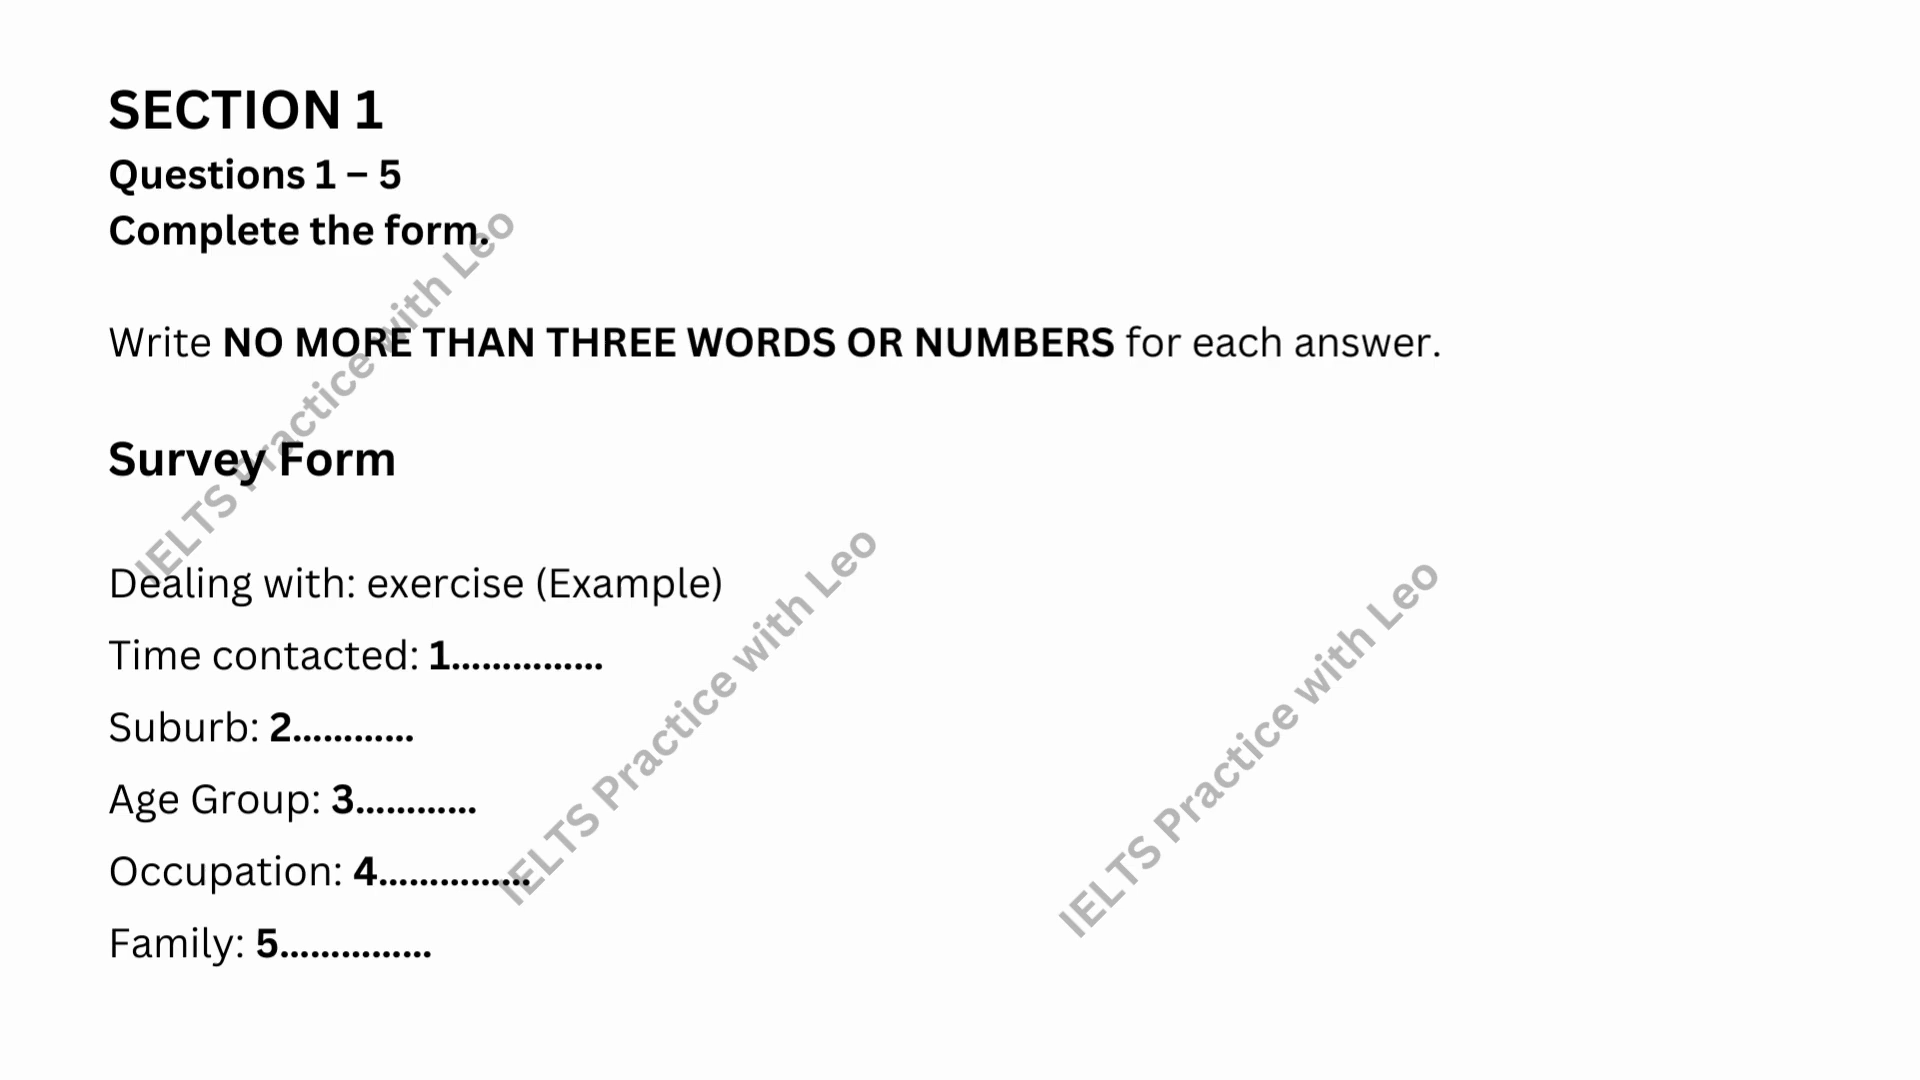 SECTION 1
Questions 1 – 5
Complete the form.
Write NO MORE THAN THREE WORDS OR NUMBERS for each answer.
Survey Form
Dealing with: exercise (Example)
Time contacted: 1...............
Suburb: 2............
Age Group: 3............
Occupation: 4...............
Family: 5...............
IELTS Practice with Leo
IELTS Practice with Leo
IELTS Practice with Leo